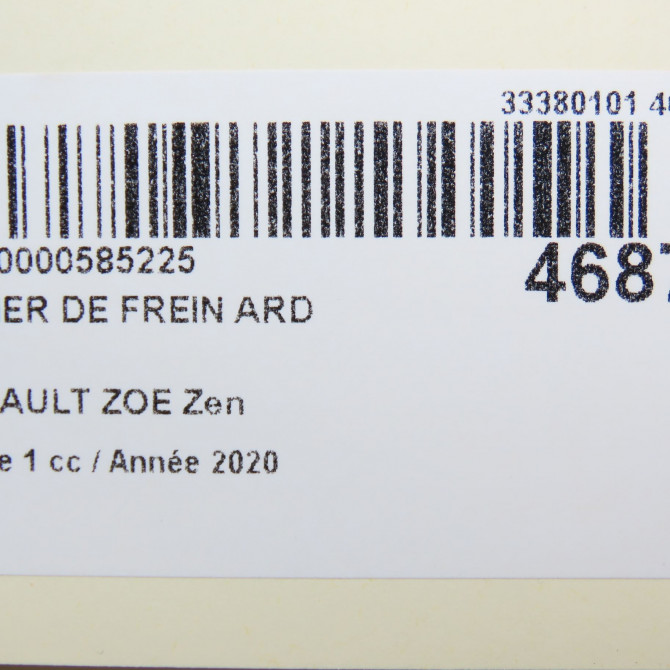 33380101 4
0000585225
4687
ER DE FREIN ARD
AULT ZOE Zen
e 1 cc / Année 2020